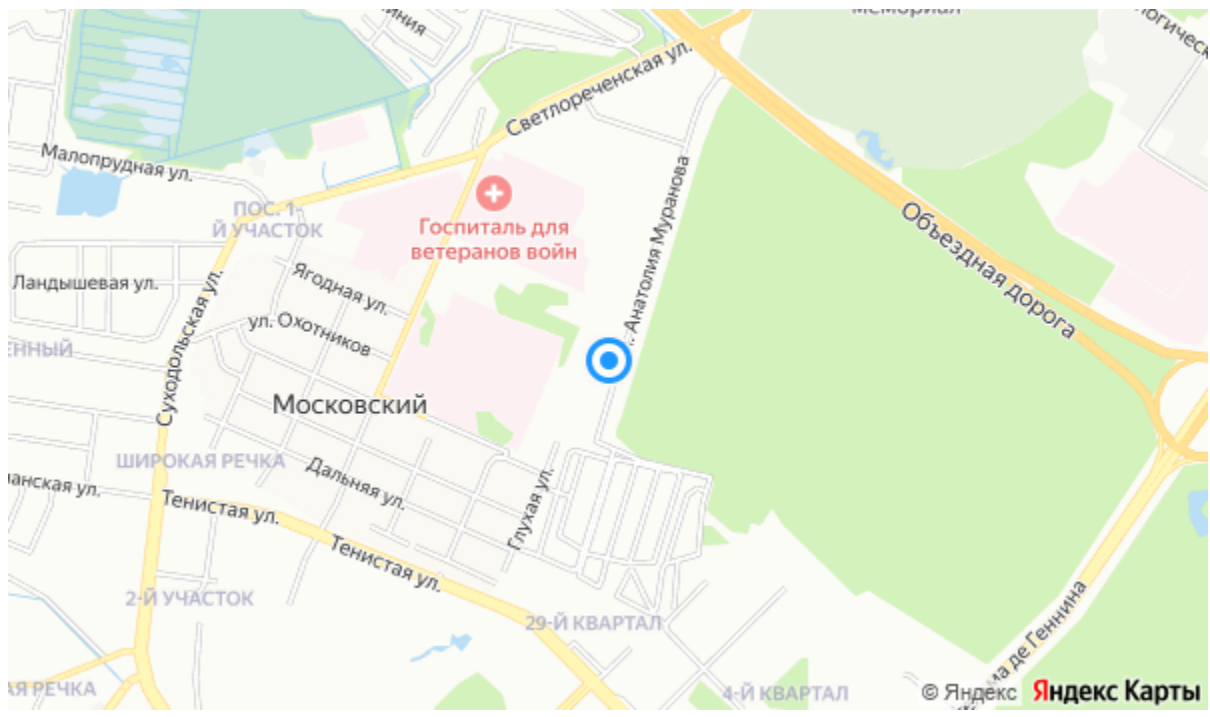 мемориал
Светлореченская ул.
Малопрудная ул.
ПОС. 1-
Й УЧАСТОК
Госпиталь для
ветеранов войн
Анатолия Муранова
Объездная дорога
Ландышевая ул.
Ягодная ул.
ул. Охотников
Суходольская ул.
Московский
ШИРОКАЯ РЕЧКА
Дальняя ул.
Глухая ул.
Тенистая ул.
Тенистая ул.
2-Й УЧАСТОК
29-Й КВАРТАЛ
4-Й КВАРТАЛ
де Геннина
РЕЧКА
© Яндекс Яндекс Карты